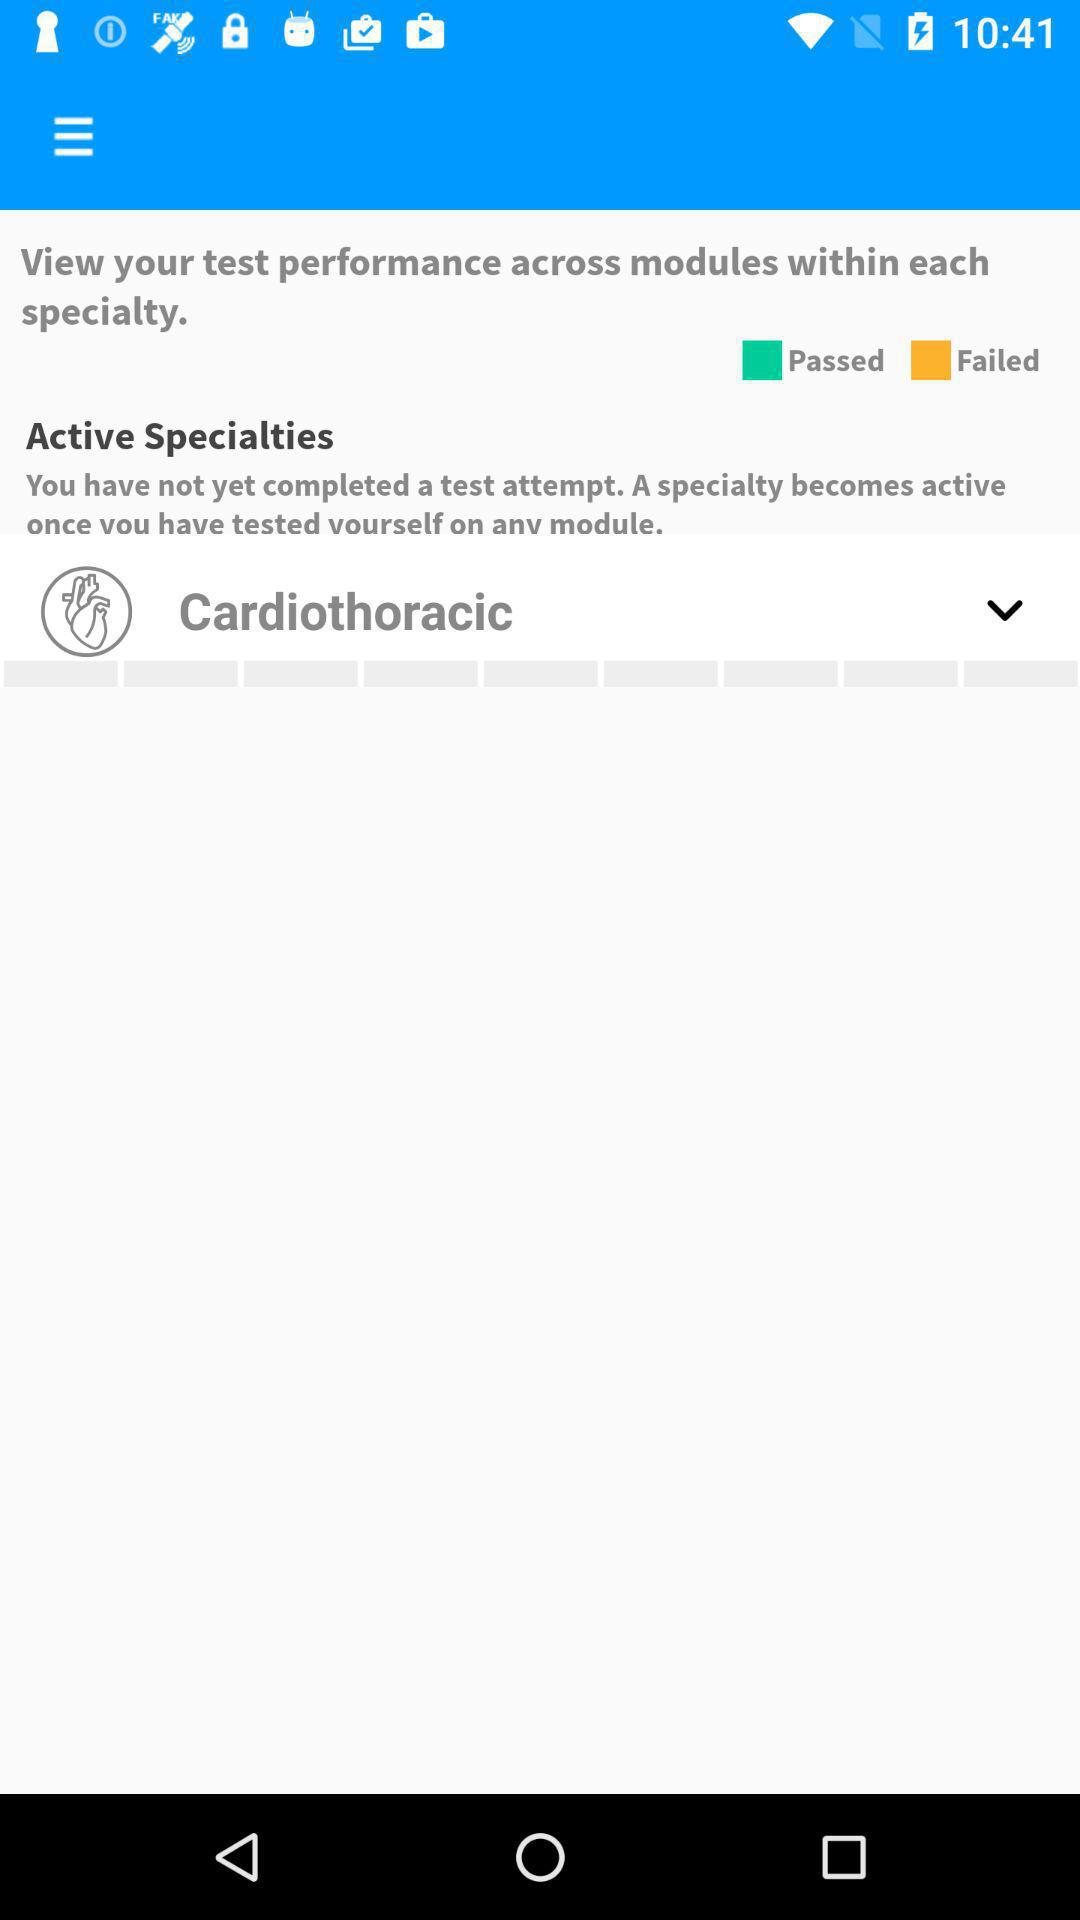 FAKE
10:41
View your test performance across modules within each
specialty.
Passed
Failed
Active Specialties
You have not yet completed a test attempt. A specialty becomes active
once you have tested yourself on any module.
Cardiothoracic